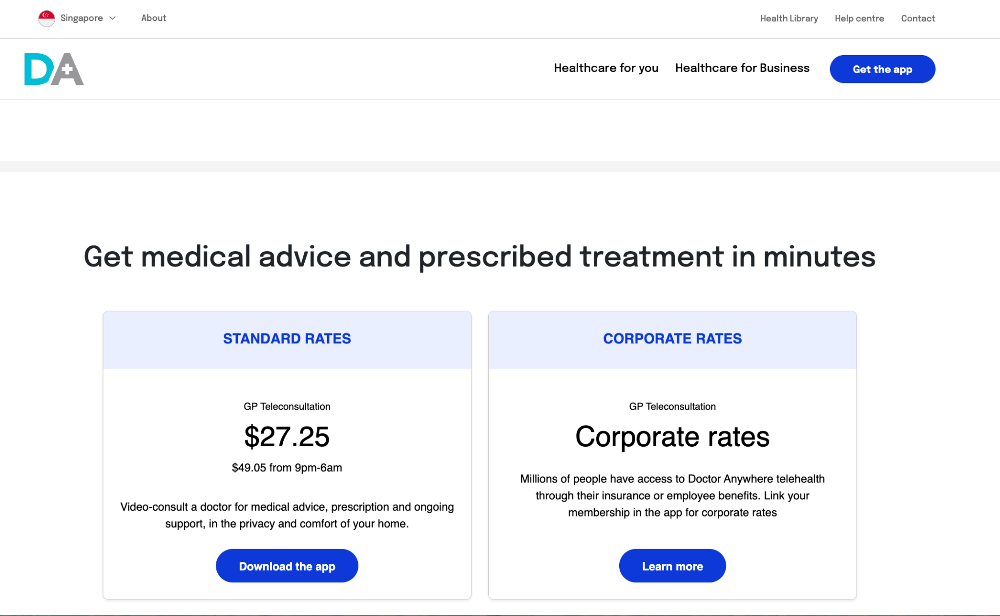 Singapore
About
Health Library
Help centre
Contact
DA
Healthcare for you
Healthcare for Business
Get the app
Get medical advice and prescribed treatment in minutes
STANDARD RATES
GP Teleconsultation
$27.25
$49.05 from 9pm-6am
Video-consult a doctor for medical advice, prescription and ongoing
support, in the privacy and comfort of your home.
Download the app
CORPORATE RATES
GP Teleconsultation
Corporate rates
Millions of people have access to Doctor Anywhere telehealth
through their insurance or employee benefits. Link your
membership in the app for corporate rates
Learn more